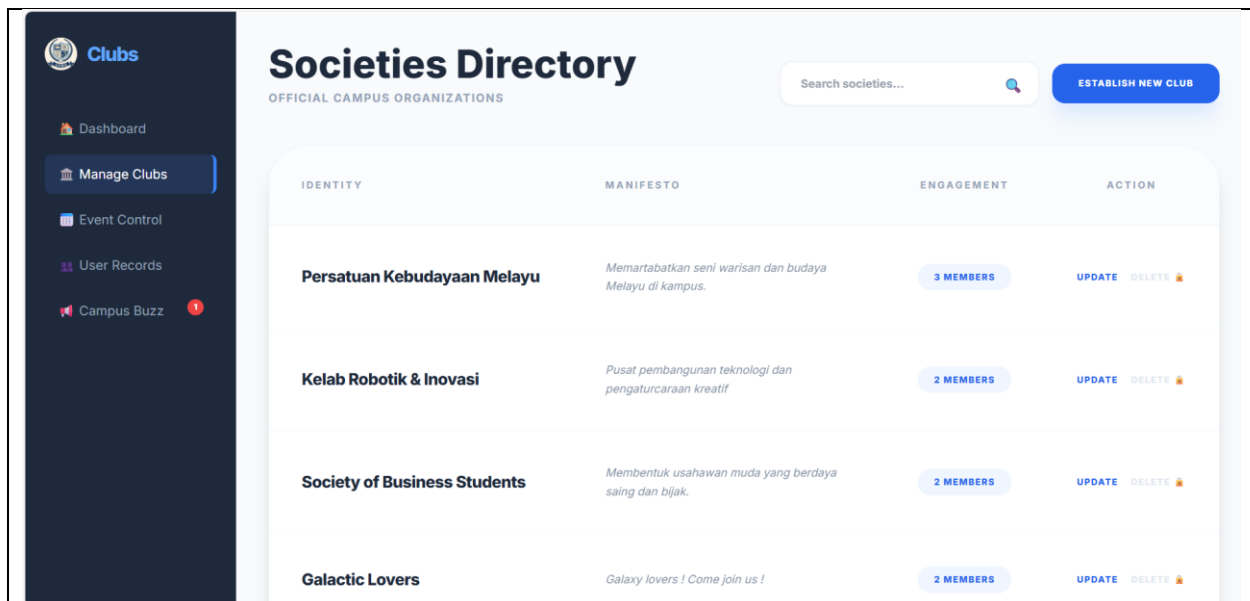 Clubs
Dashboard
Manage Clubs
Event Control
User Records
Campus Buzz 1
Societies Directory
OFFICIAL CAMPUS ORGANIZATIONS
Search societies...
ESTABLISH NEW CLUB
IDENTITY MANIFESTO ENGAGEMENT ACTION
Persatuan Kebudayaan Melayu
Memartabatkan seni warisan dan budaya
Melayu di kampus.
3 MEMBERS
UPDATE DELETE
Kelab Robotik & Inovasi
Pusat pembangunan teknologi dan
pengaturcaraan kreatif
2 MEMBERS
UPDATE DELETE
Society of Business Students
Membentuk usahawan muda yang berdaya
saing dan bijak.
2 MEMBERS
UPDATE DELETE
Galactic Lovers
Galaxy lovers ! Come join us !
2 MEMBERS
UPDATE DELETE